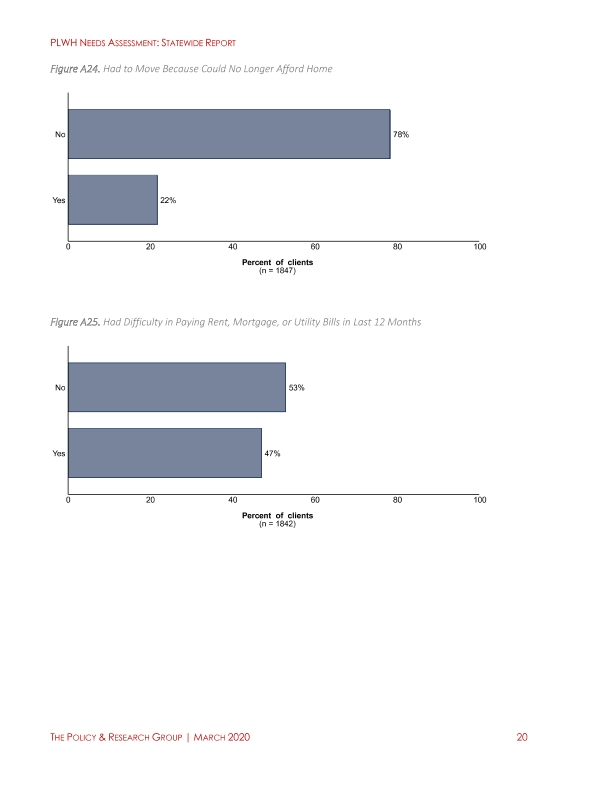 PLWH NEEDS ASSESSMENT: STATEWIDE REPORT
Figure A24. Had to Move Because Could No Longer Afford Home
No 78%
Yes 22%
0 20 40 60 80 100
Percent of clients
(n = 1847)
Figure A25. Had Difficulty in Paying Rent, Mortgage, or Utility Bills in Last 12 Months
No 53%
Yes 47%
0 20 40 60 80 100
Percent of clients
(n = 1842)
THE POLICY & RESEARCH GROUP | MARCH 2020 20